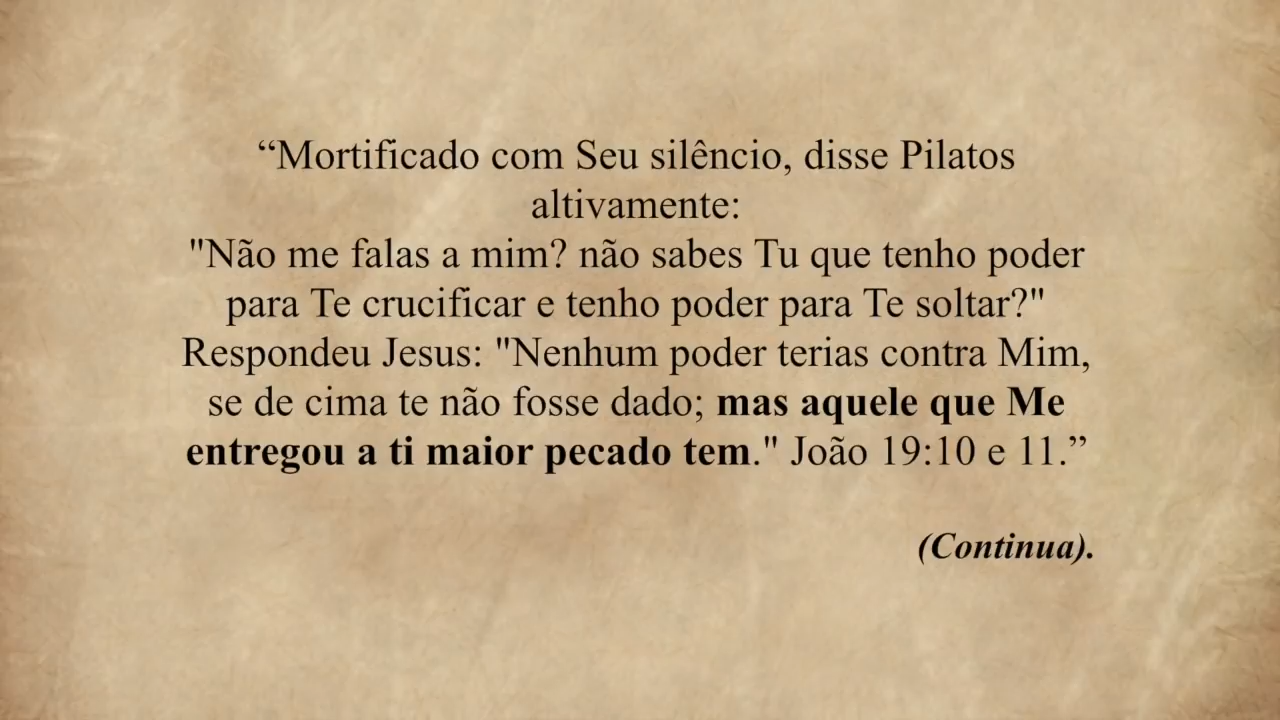 “Mortificado com Seu silêncio, disse Pilatos
altivamente:
"Não me falas a mim? não sabes Tu que tenho poder
para Te crucificar e tenho poder para Te soltar?"
Respondeu Jesus: "Nenhum poder terias contra Mim,
se de cima te não fosse dado; mas aquele que Me
entregou a ti maior pecado tem." João 19:10 e 11.”
(Continua).